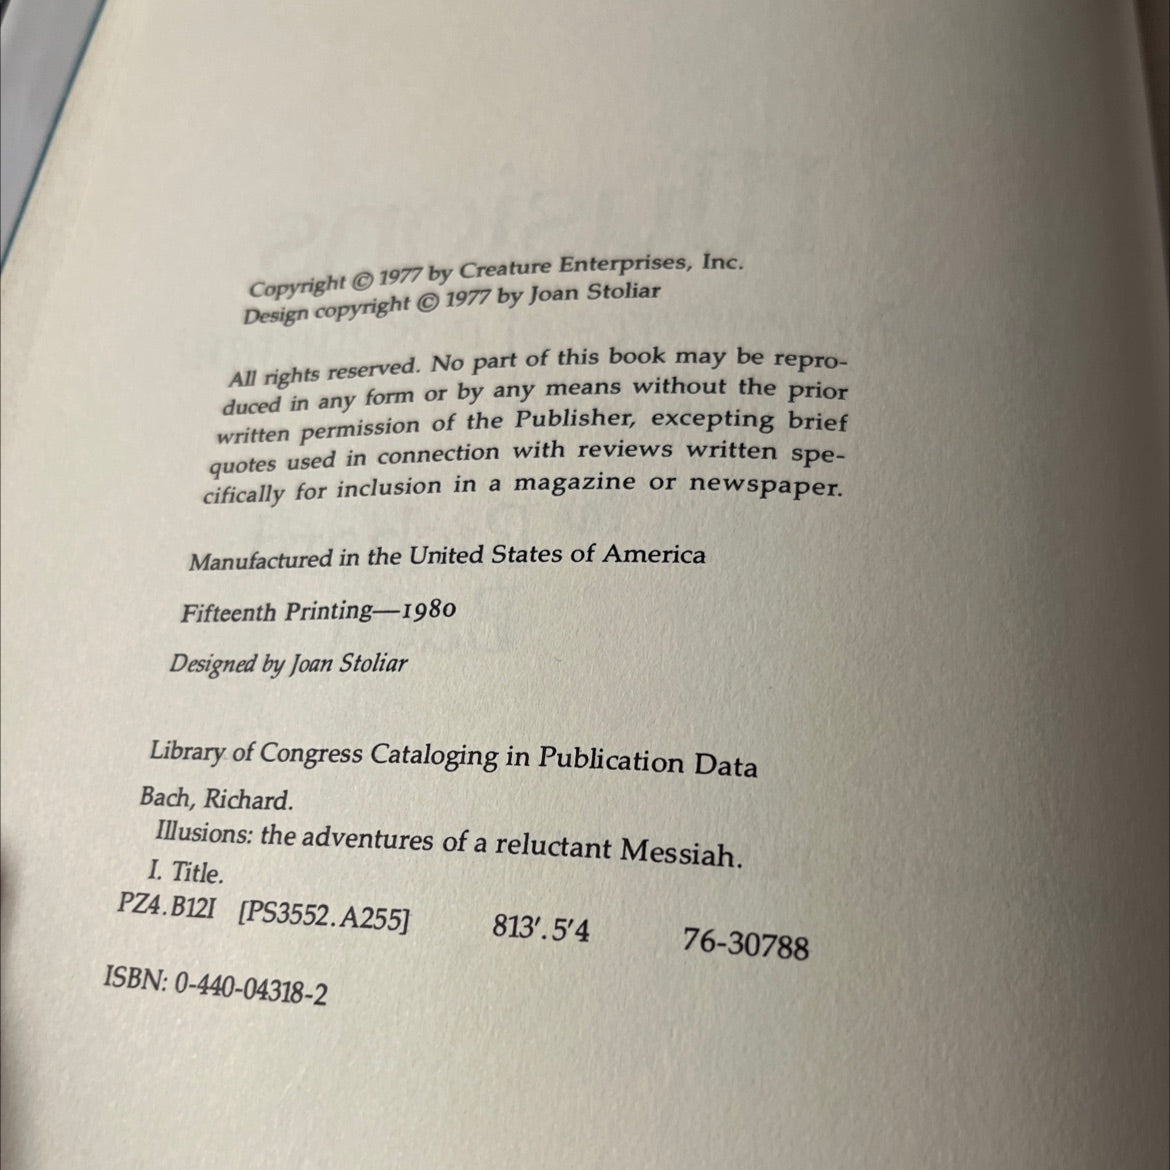 Copyright © 1977 by Creature Enterprises, Inc.
Design copyright © 1977 by Joan Stoliar
All rights reserved. No part of this book may be repro-
duced in any form or by any means without the prior
written permission of the Publisher, excepting brief
quotes used in connection with reviews written spe-
cifically for inclusion in a magazine or newspaper.
Manufactured in the United States of America
Fifteenth Printing—1980
Designed by Joan Stoliar
Library of Congress Cataloging in Publication Data
Bach, Richard.
Illusions: the adventures of a reluctant Messiah.
I. Title.
PZ4.B12I [PS3552.A255] 813'.5'4 76-30788
ISBN: 0-440-04318-2